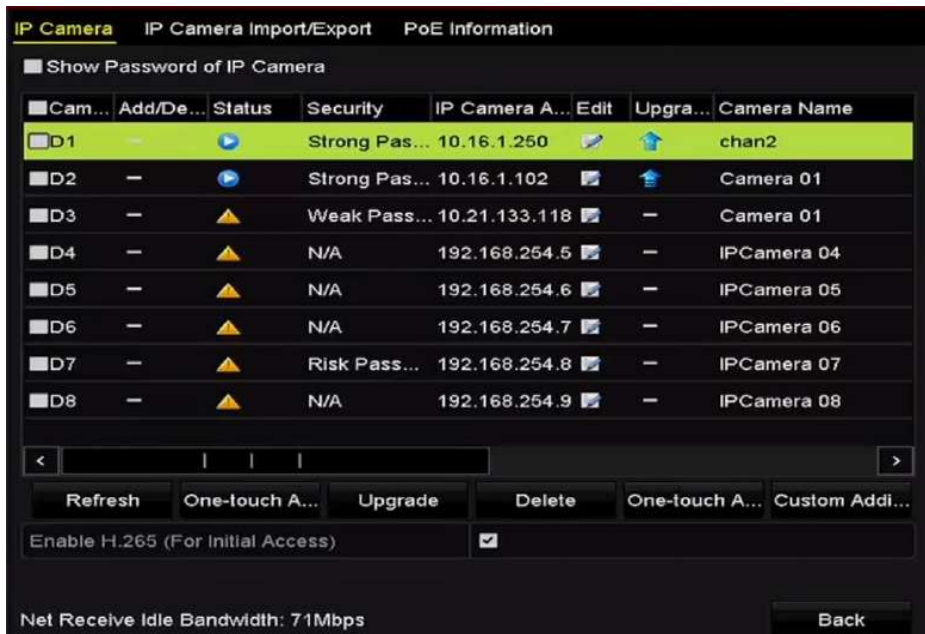 IP Camera IP Camera Import/Export PoE Information
Show Password of IP Camera
Cam... Add/De... Status Security IP Camera A... Edit Upgra... Camera Name
D1 – Strong Pas... 10.16.1.250 chan2
D2 – Strong Pas... 10.16.1.102 Camera 01
D3 – Weak Pass... 10.21.133.118 – Camera 01
D4 – N/A 192.168.254.5 – IPCamera 04
D5 – N/A 192.168.254.6 – IPCamera 05
D6 – N/A 192.168.254.7 – IPCamera 06
D7 – Risk Pass... 192.168.254.8 – IPCamera 07
D8 – N/A 192.168.254.9 – IPCamera 08
Refresh One-touch A... Upgrade Delete One-touch A... Custom Addi...
Enable H.265 (For Initial Access)
Net Receive Idle Bandwidth: 71Mbps Back